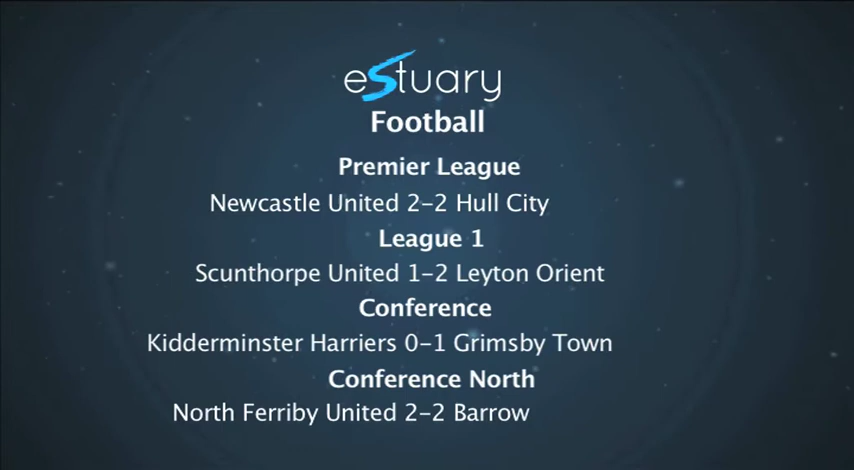 eStuary
Football
Premier League
Newcastle United 2-2 Hull City
League 1
Scunthorpe United 1-2 Leyton Orient
Conference
Kidderminster Harriers 0-1 Grimsby Town
Conference North
North Ferriby United 2-2 Barrow